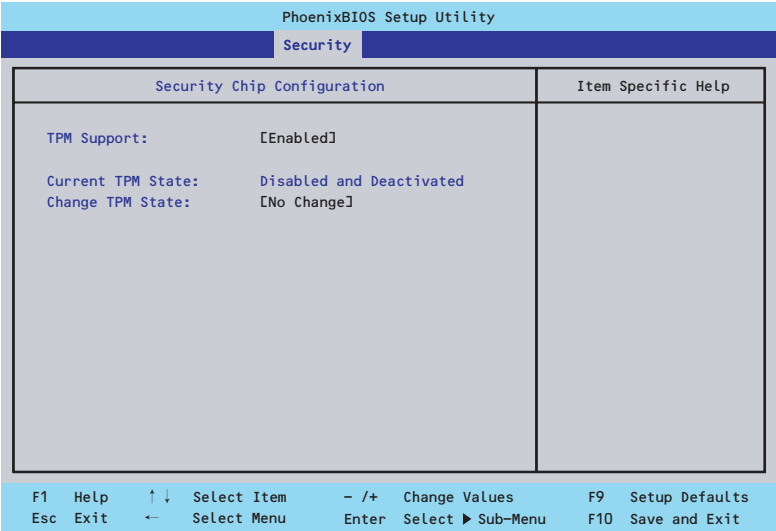 PhoenixBIOS Setup Utility
Security
Security Chip Configuration
Item Specific Help
TPM Support: [Enabled]
Current TPM State: Disabled and Deactivated
Change TPM State: [No Change]
F1 Help ↑↓ Select Item - /+ Change Values F9 Setup Defaults
Esc Exit ← Select Menu Enter Select ▶ Sub-Menu F10 Save and Exit